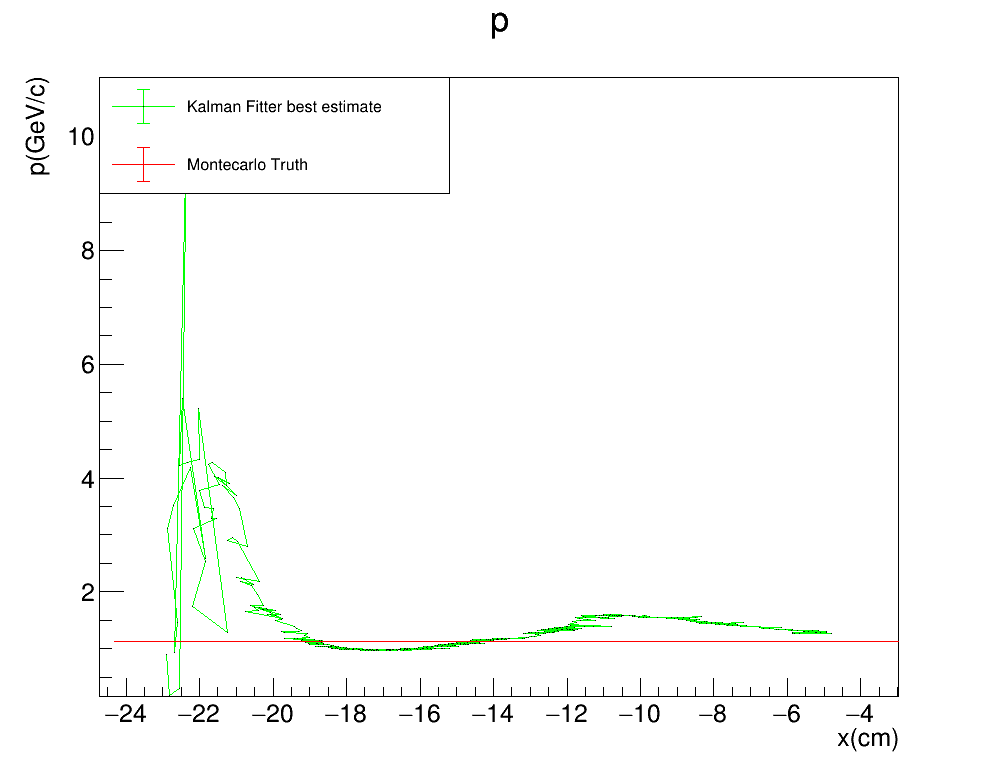 p
p(GeV/c)
Kalman Fitter best estimate
Montecarlo Truth
10
8
6
4
2
−24 −22 −20 −18 −16 −14 −12 −10 −8 −6 −4
x(cm)